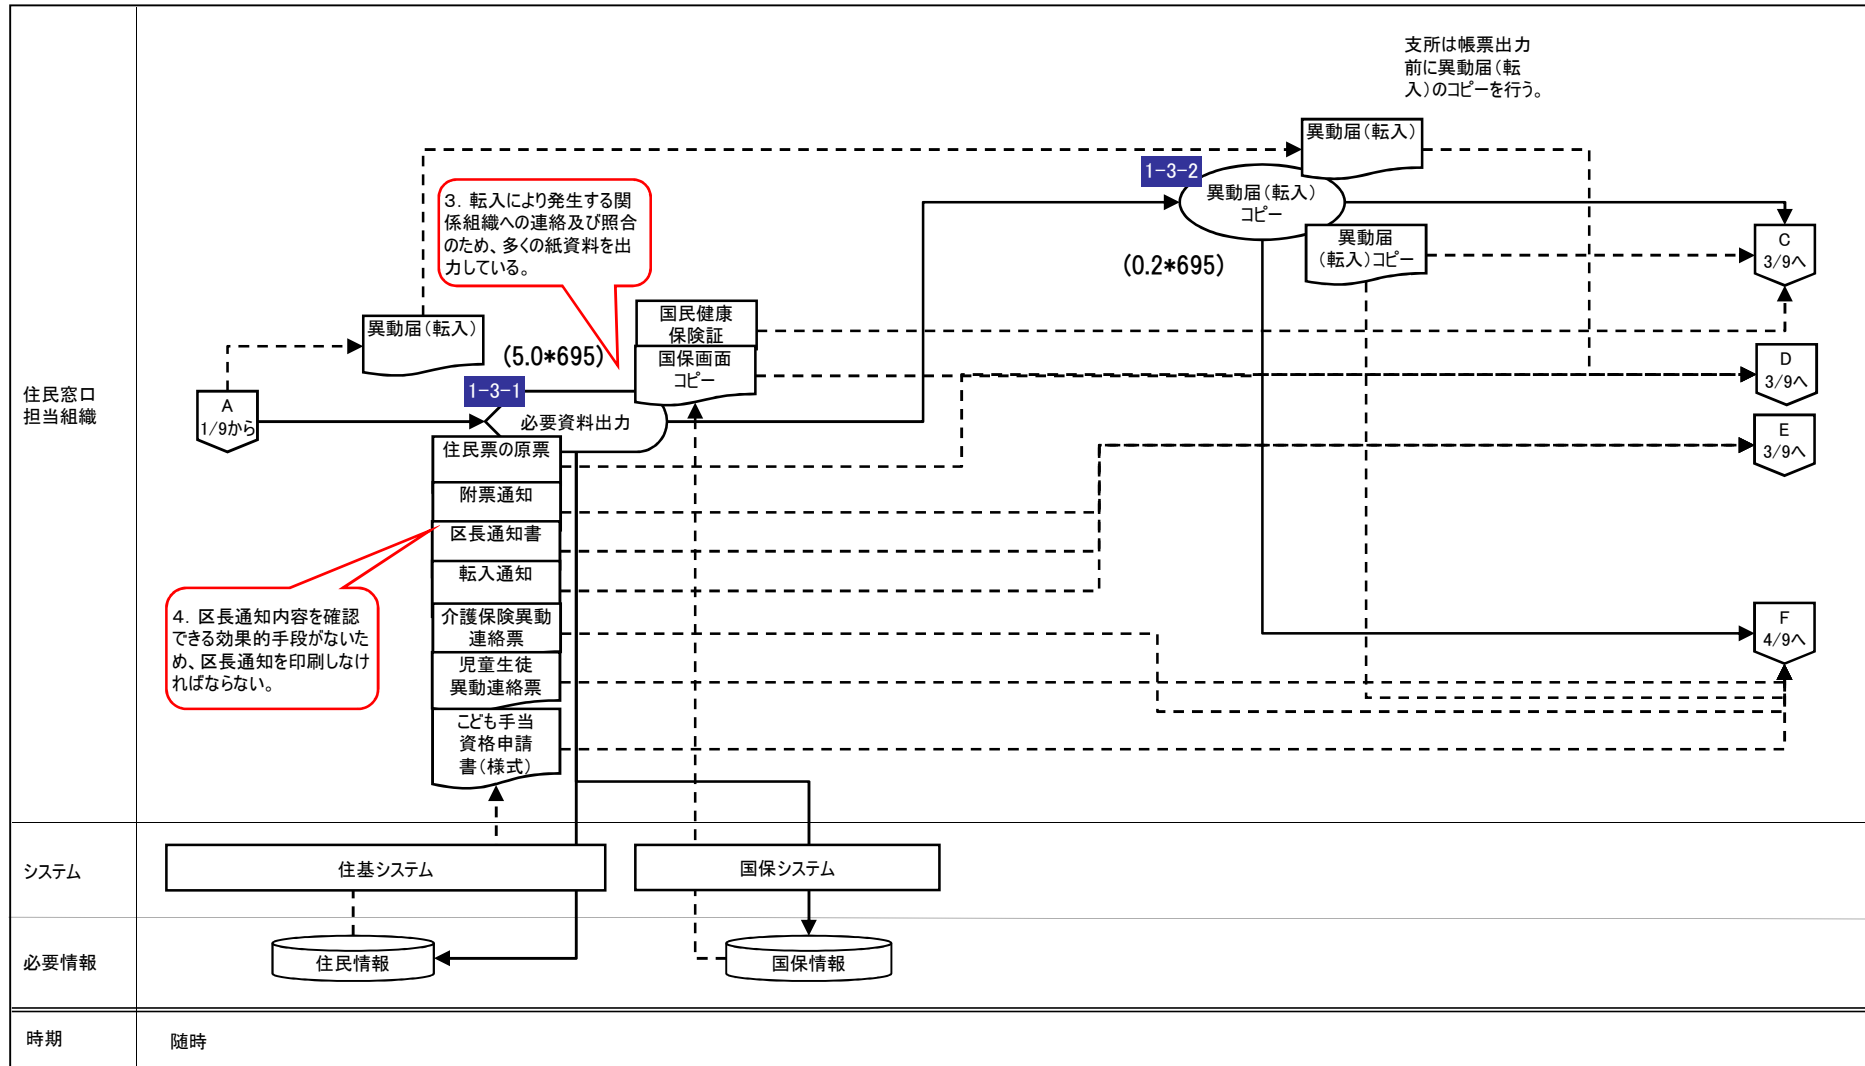 支所は帳票出力
前に異動届(転
入)のコピーを行う。
異動届(転入)
1-3-2
異動届(転入)
コピー
3. 転入により発生する関
係組織への連絡及び照合
のため、多くの紙資料を出
力している。
異動届
(転入)コピー
C
3/9へ
(0.2*695)
国民健康
保険証
異動届(転入)
(5.0*695)
国保画面
コピー
D
3/9へ
住民窓口
担当組織
A
1/9から
1-3-1
必要資料出力
E
3/9へ
住民票の原票
附票通知
区長通知書
転入通知
4. 区長通知内容を確認
できる効果的手段がないた
め、区長通知を印刷しなけ
ればならない。
介護保険異動
連絡票
F
4/9へ
児童生徒
異動連絡票
こども手当
資格申請
書(様式)
システム
住基システム
国保システム
必要情報
住民情報
国保情報
時期
随時